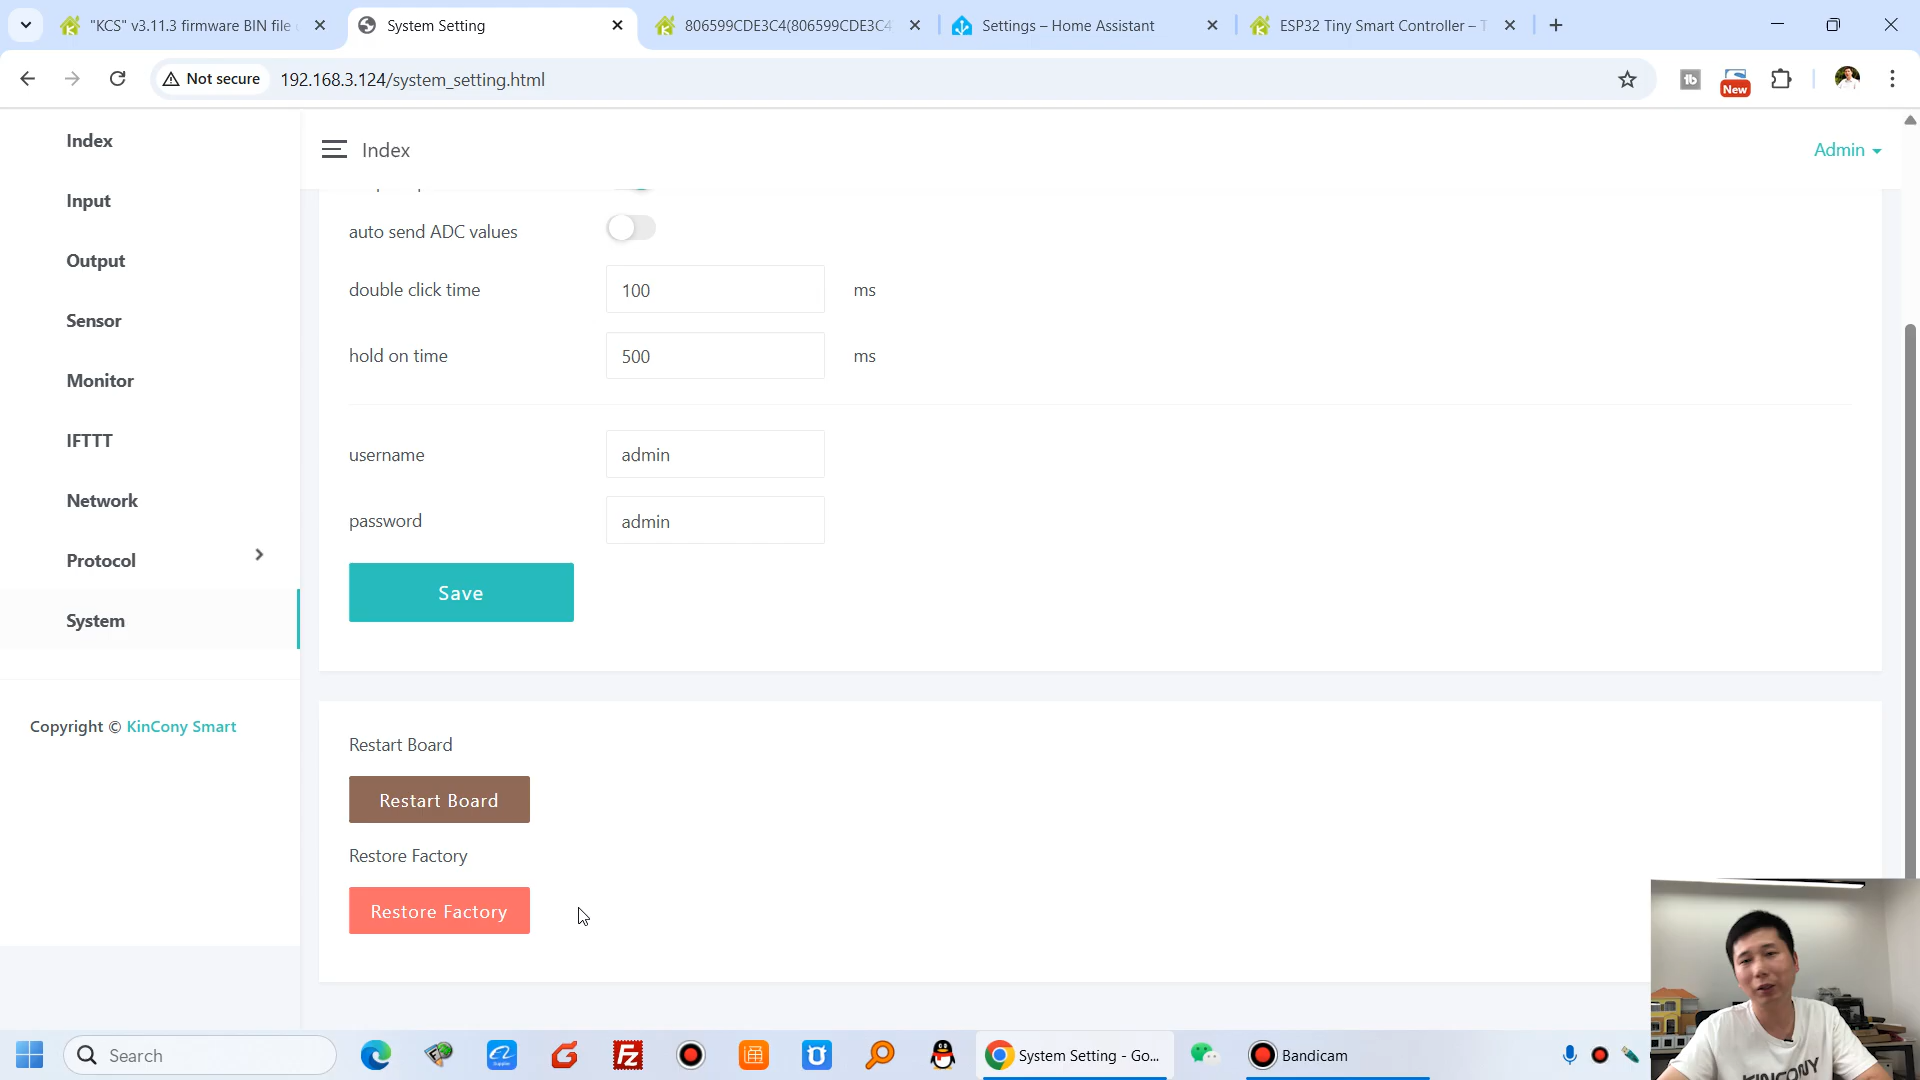 "KCS" v3.11.3 firmware BIN file
System Setting
806599CDE3C4(806599CDE3C4
Settings – Home Assistant
ESP32 Tiny Smart Controller – T
Not secure
192.168.3.124/system_setting.html
New
Index
Input
Output
Sensor
Monitor
IFTTT
Network
Protocol
System
Copyright © KinCony Smart
Index
Admin
auto send ADC values
double click time
100
ms
hold on time
500
ms
username
admin
password
admin
Save
Restart Board
Restart Board
Restore Factory
Restore Factory
Search
System Setting - Go...
Bandicam